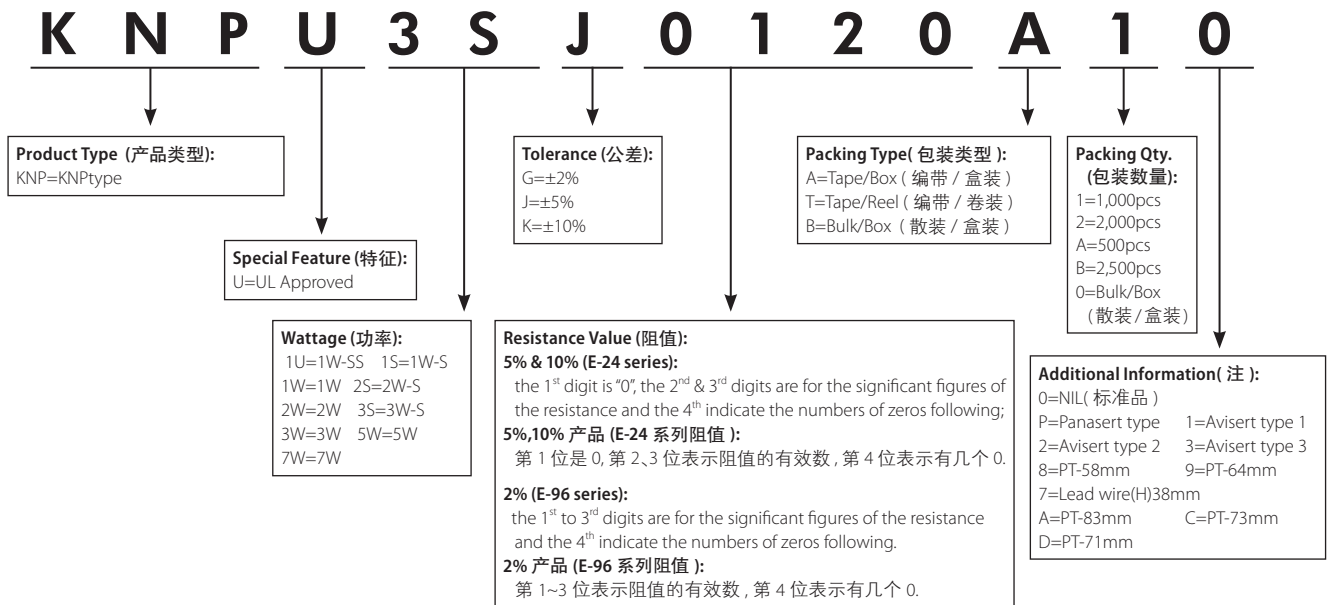 K N P U 3 S J 0 1 2 0 A 1 0
Product Type (产品类型):
KNP=KNPtype
Special Feature (特征):
U=UL Approved
Wattage (功率):
1U=1W-SS 1S=1W-S
1W=1W 2S=2W-S
2W=2W 3S=3W-S
3W=3W 5W=5W
7W=7W
Tolerance (公差):
G=±2%
J=±5%
K=±10%
Resistance Value (阻值):
5% & 10% (E-24 series):
the 1st digit is "0", the 2nd & 3rd digits are for the significant figures of
the resistance and the 4th indicate the numbers of zeros following;
5%,10% 产品 (E-24 系列阻值 ):
第 1 位是 0, 第 2、3 位表示阻值的有效数 , 第 4 位表示有几个 0.
2% (E-96 series):
the 1st to 3rd digits are for the significant figures of the resistance
and the 4th indicate the numbers of zeros following.
2% 产品 (E-96 系列阻值 ):
第 1~3 位表示阻值的有效数 , 第 4 位表示有几个 0.
Packing Type( 包装类型 ):
A=Tape/Box ( 编带 / 盒装 )
T=Tape/Reel ( 编带 / 卷装 )
B=Bulk/Box ( 散装 / 盒装 )
Packing Qty.
(包装数量):
1=1,000pcs
2=2,000pcs
A=500pcs
B=2,500pcs
0=Bulk/Box
(散装/盒装)
Additional Information( 注 ):
0=NIL( 标准品 )
P=Panasert type 1=Avisert type 1
2=Avisert type 2 3=Avisert type 3
8=PT-58mm 9=PT-64mm
7=Lead wire(H)38mm
A=PT-83mm C=PT-73mm
D=PT-71mm